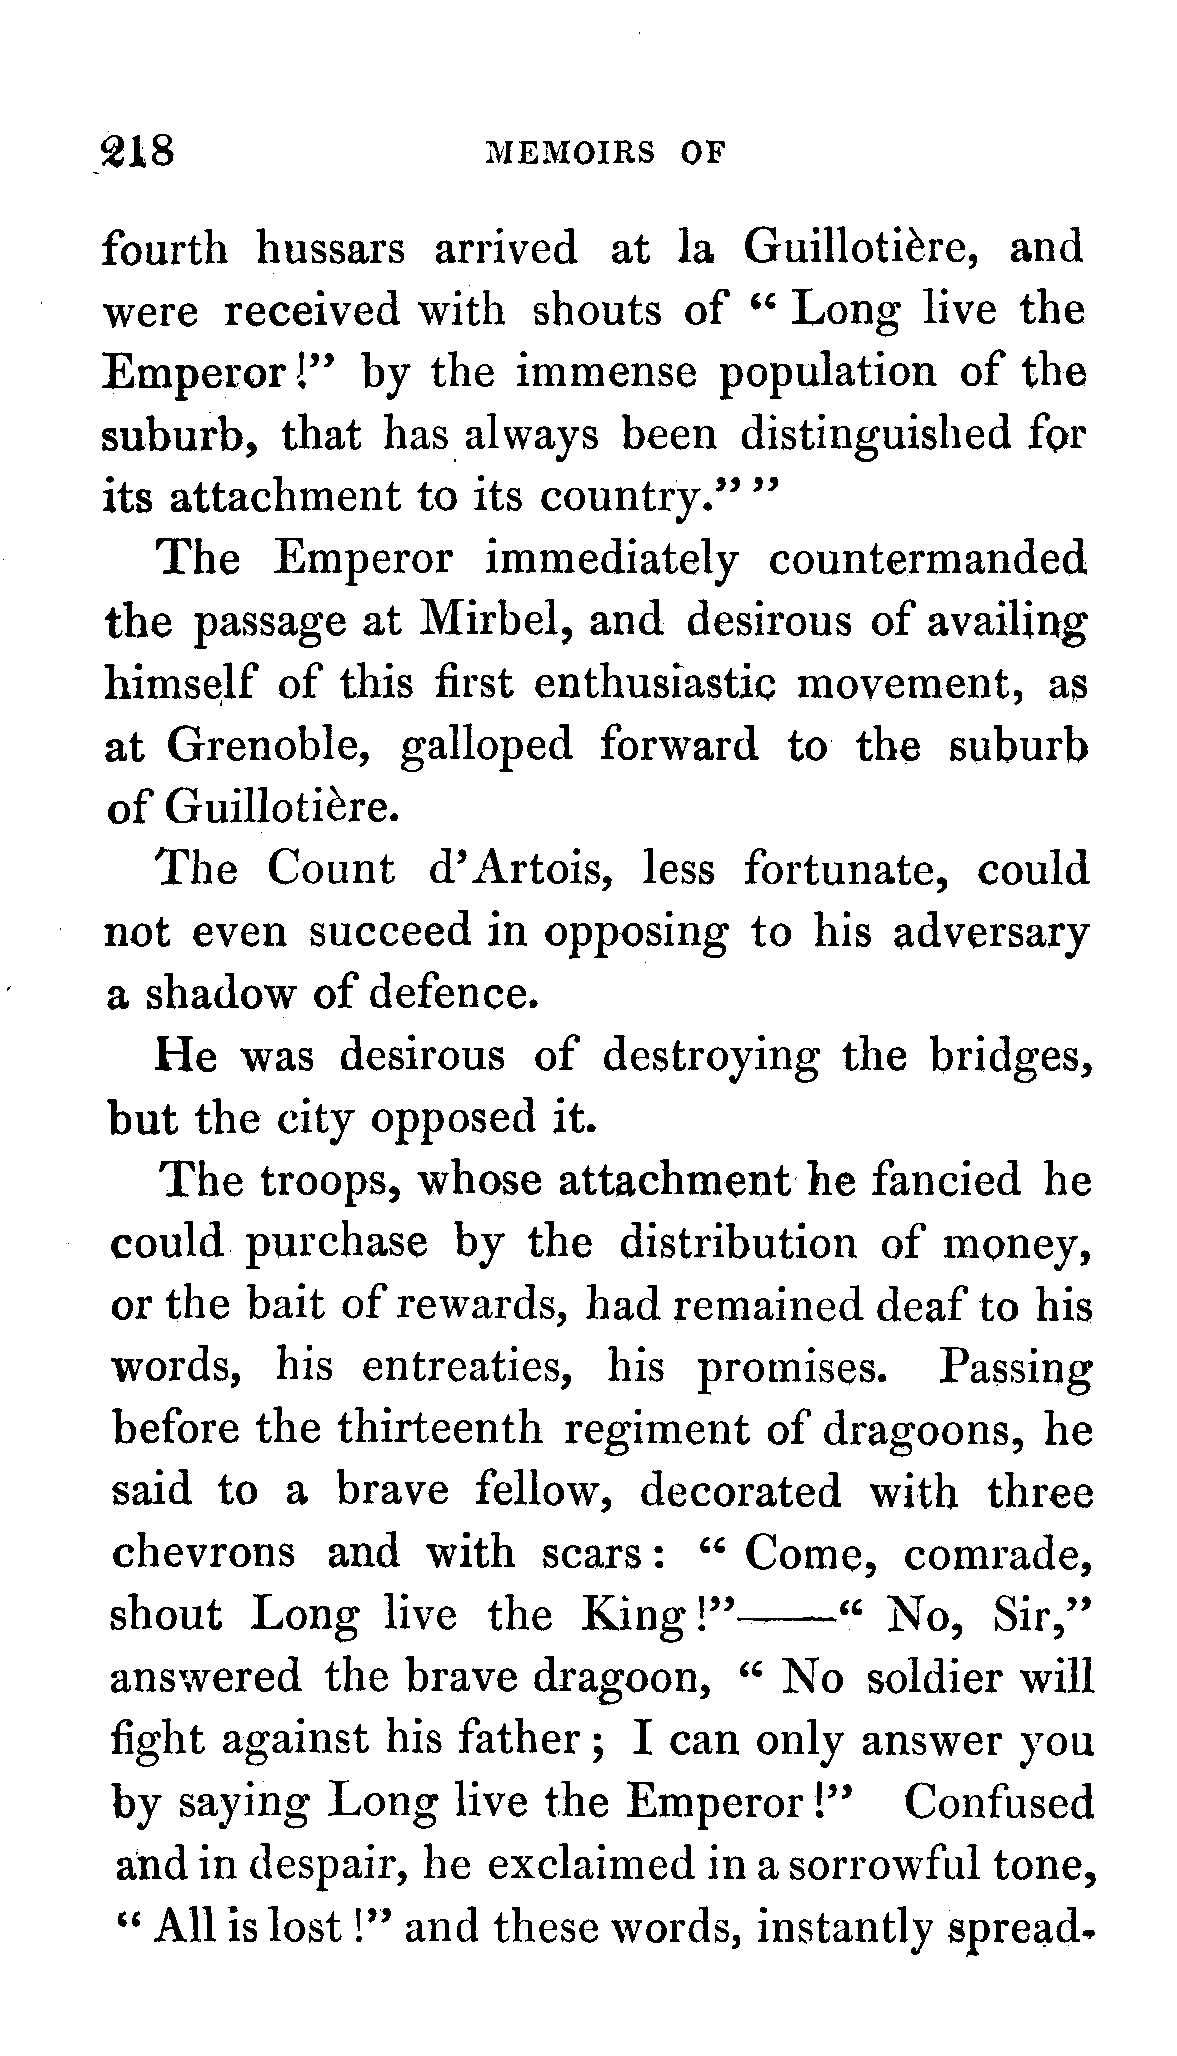 218 MEMOIRS OF
fourth hussars arrived at la Guillotière, and
were received with shouts of “ Long live the
Emperor!” by the immense population of the
suburb, that has always been distinguished for
its attachment to its country.” ”
The Emperor immediately countermanded
the passage at Mirbel, and desirous of availing
himself of this first enthusiastic movement, as
at Grenoble, galloped forward to the suburb
of Guillotière.
The Count d’Artois, less fortunate, could
not even succeed in opposing to his adversary
a shadow of defence.
He was desirous of destroying the bridges,
but the city opposed it.
The troops, whose attachment he fancied he
could purchase by the distribution of money,
or the bait of rewards, had remained deaf to his
words, his entreaties, his promises. Passing
before the thirteenth regiment of dragoons, he
said to a brave fellow, decorated with three
chevrons and with scars : “ Come, comrade,
shout Long live the King!”——“ No, Sir,”
answered the brave dragoon, “ No soldier will
fight against his father ; I can only answer you
by saying Long live the Emperor!” Confused
and in despair, he exclaimed in a sorrowful tone,
“ All is lost!” and these words, instantly spread-